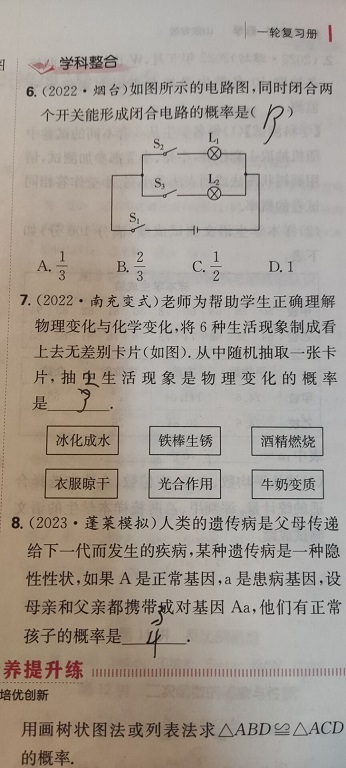 一轮复习册
学科整合
6.(2022·烟台)如图所示的电路图,同时闭合两
个开关能形成闭合电路的概率是( B )
S₂ L₁
S₃ L₂
S₁
A. 1/3 B. 2/3 C. 1/2 D. 1
7.(2022·南充变式)老师为帮助学生正确理解
物理变化与化学变化,将6种生活现象制成看
上去无差别卡片(如图).从中随机抽取一张卡
片,抽中生活现象是物理变化的概率
是 1/3 .
冰化成水 铁棒生锈 酒精燃烧
衣服晾干 光合作用 牛奶变质
8.(2023·蓬莱模拟)人类的遗传病是父母传递
给下一代而发生的疾病,某种遗传病是一种隐
性性状,如果A是正常基因,a是患病基因,设
母亲和父亲都携带成对基因Aa,他们有正常
孩子的概率是 3/4 .
养提升练
培优创新
用画树状图法或列表法求△ABD≌△ACD
的概率.